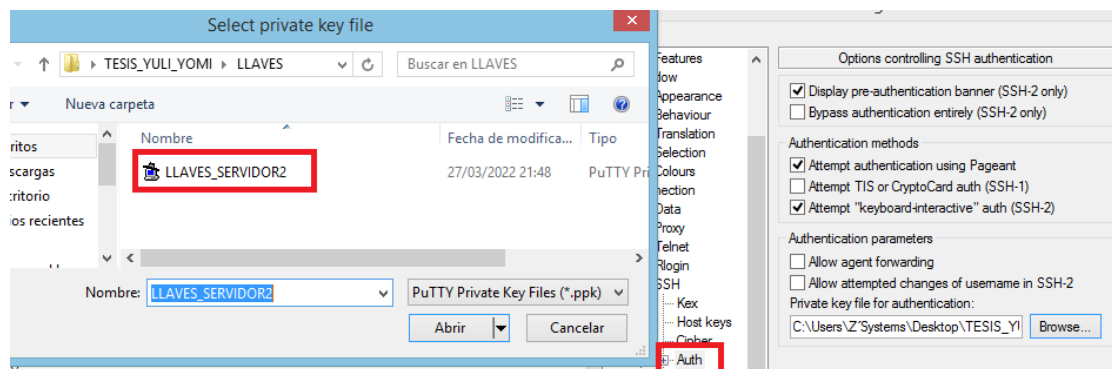 Select private key file
TESIS_YULI_YOMI LLAVES
Buscar en LLAVES
Nueva carpeta
Nombre
Fecha de modifica...
Tipo
LLAVES_SERVIDOR2
27/03/2022 21:48
PuTTY Pri
ritos
scargas
critorio
ios recientes
Nombre:
LLAVES_SERVIDOR2
PuTTY Private Key Files (*.ppk)
Abrir
Cancelar
Features
dow
Appearance
Behaviour
Translation
Selection
Colours
nection
Data
Proxy
Telnet
Rlogin
SSH
Kex
Host keys
Cipher
Auth
Options controlling SSH authentication
Display pre-authentication banner (SSH-2 only)
Bypass authentication entirely (SSH-2 only)
Authentication methods
Attempt authentication using Pageant
Attempt TIS or CryptoCard auth (SSH-1)
Attempt "keyboard-interactive" auth (SSH-2)
Authentication parameters
Allow agent forwarding
Allow attempted changes of username in SSH-2
Private key file for authentication:
C:\Users\Z'Systems\Desktop\TESIS_Y
Browse...